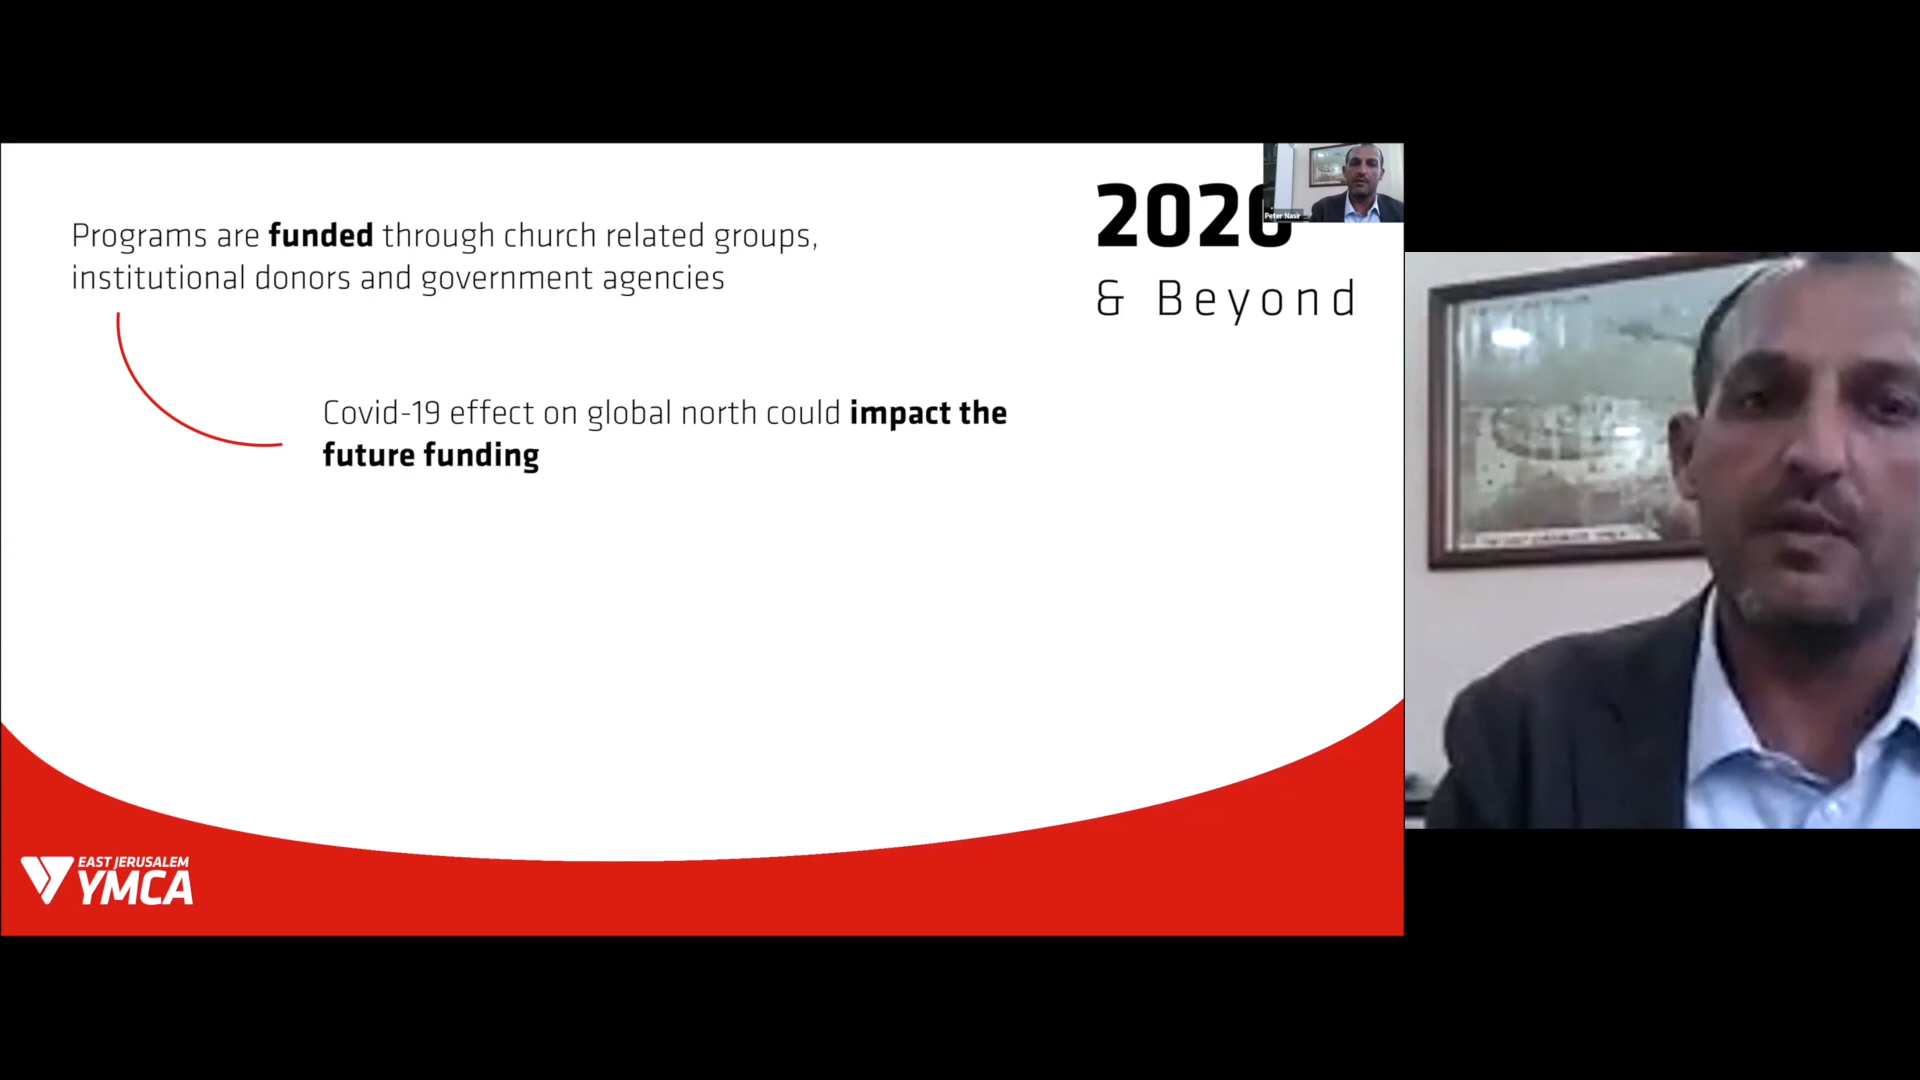 Programs are funded through church related groups,
institutional donors and government agencies
2020
& Beyond
Peter Nasir
Covid-19 effect on global north could impact the
future funding
EAST JERUSALEM
YMCA